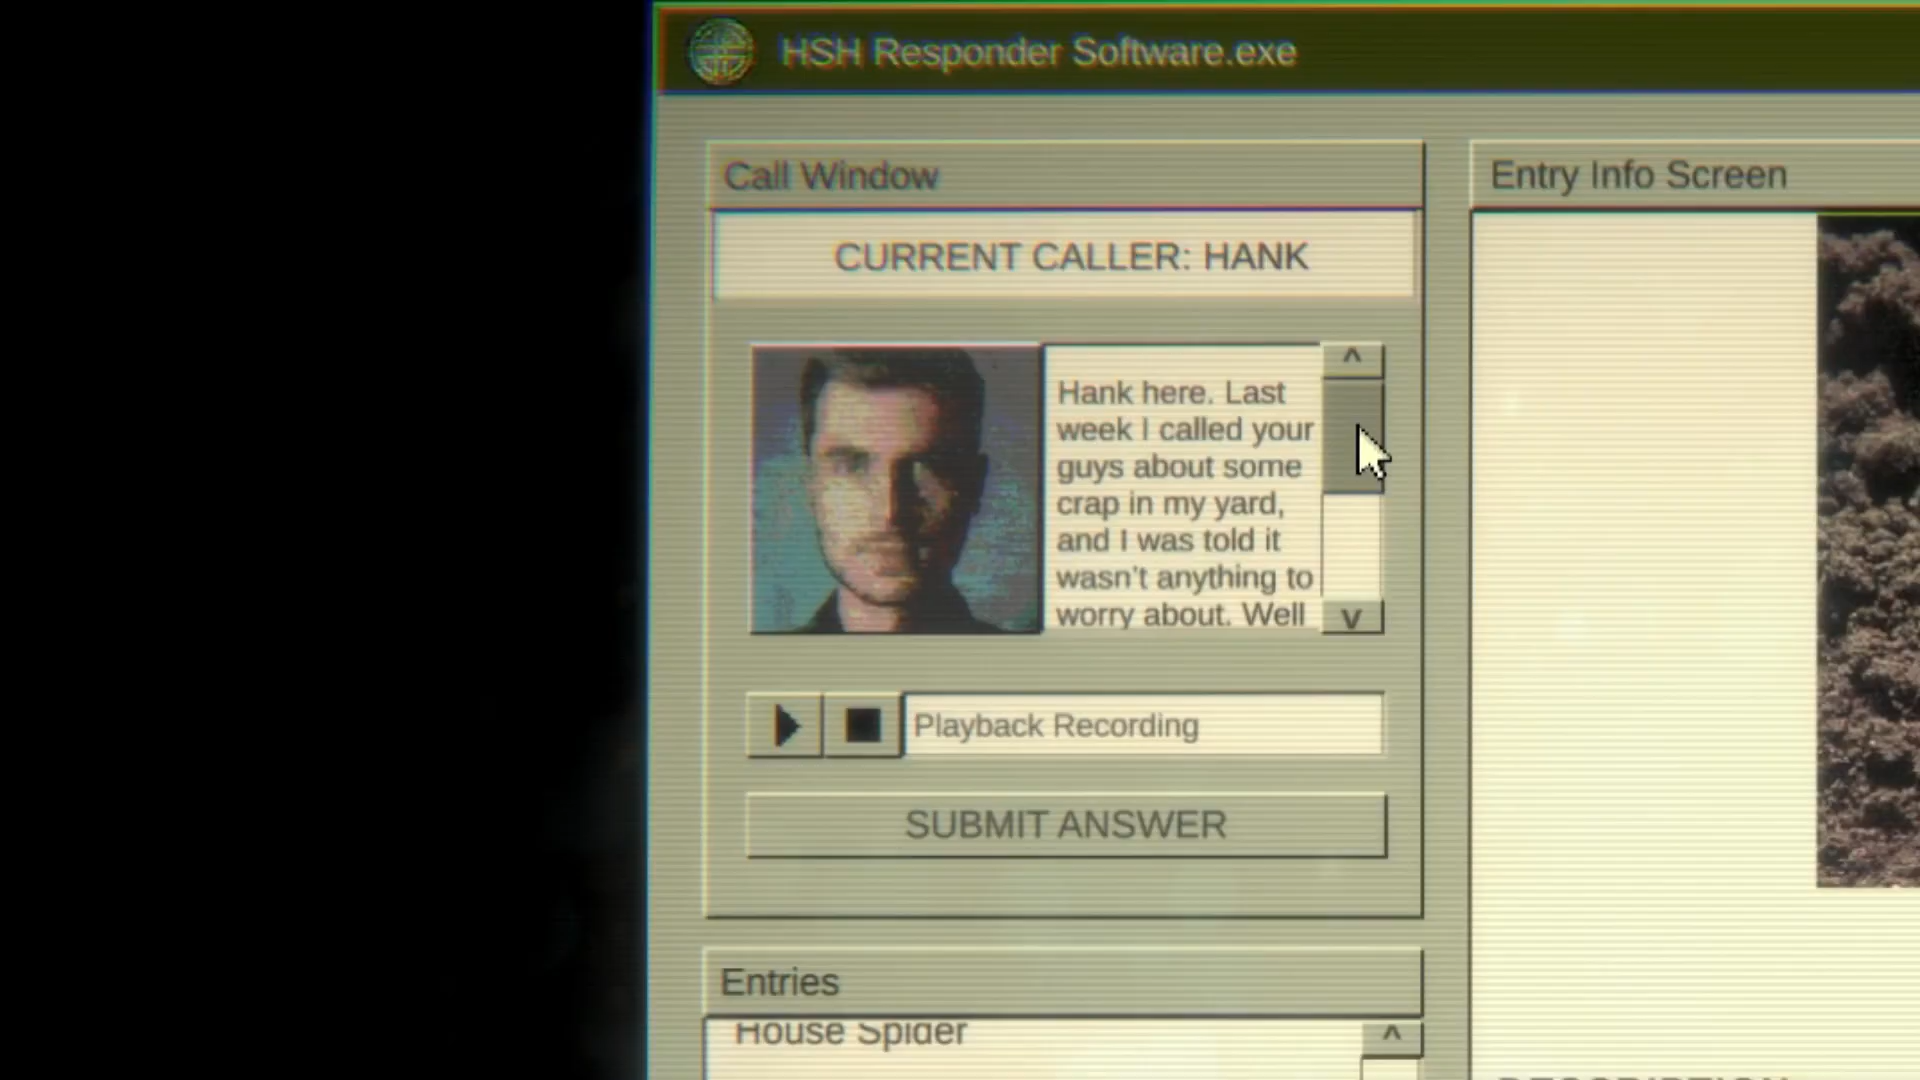 HSH Responder Software.exe
Call Window
CURRENT CALLER: HANK
Hank here. Last
week I called your
guys about some
crap in my yard,
and I was told it
wasn't anything to
worry about. Well
^
v
Playback Recording
SUBMIT ANSWER
Entries
House Spider
^
Entry Info Screen
DESCRIPTION